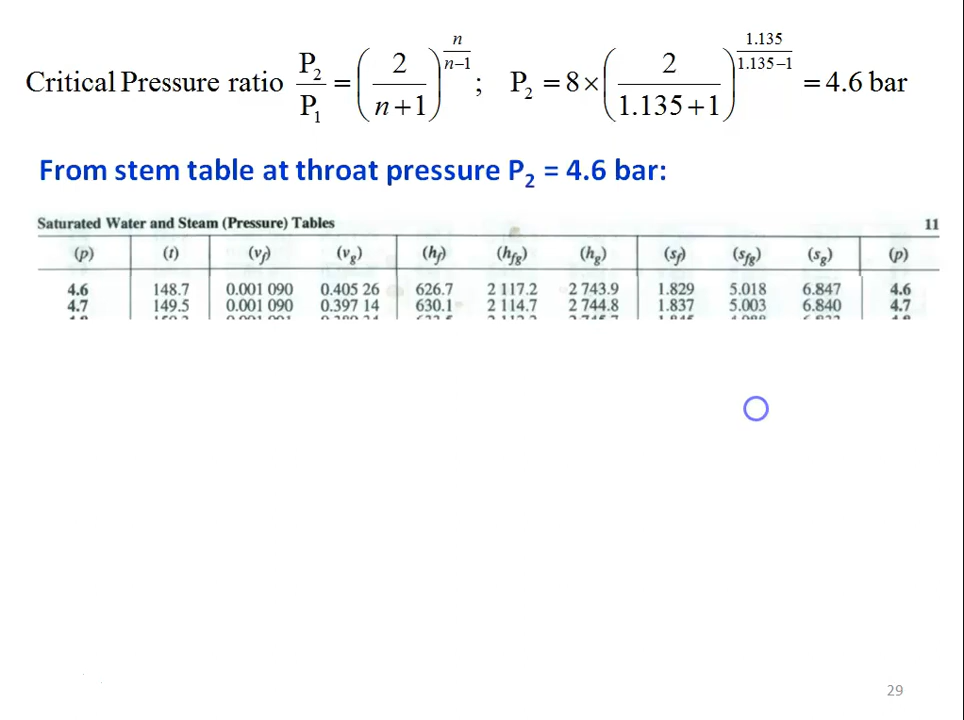 Critical Pressure ratio P₂/P₁ = (2/(n+1))^(n/(n−1)) ; P₂ = 8 × (2/(1.135+1))^(1.135/(1.135−1)) = 4.6 bar
From stem table at throat pressure P₂ = 4.6 bar:
Saturated Water and Steam (Pressure) Tables 11
(p) (t) (vf) (vg) (hf) (hfg) (hg) (sf) (sfg) (sg) (p)
4.6 148.7 0.001 090 0.405 26 626.7 2 117.2 2 743.9 1.829 5.018 6.847 4.6
4.7 149.5 0.001 090 0.397 14 630.1 2 114.7 2 744.8 1.837 5.003 6.840 4.7
29